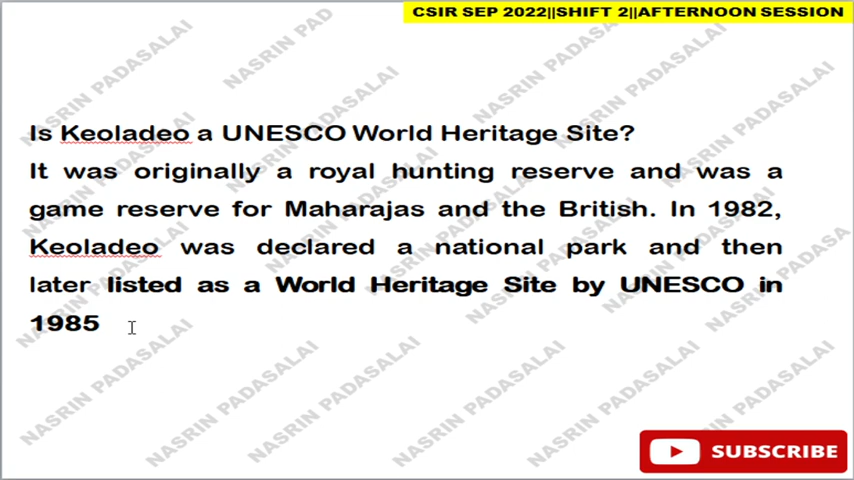 CSIR SEP 2022||SHIFT 2||AFTERNOON SESSION
Is Keoladeo a UNESCO World Heritage Site?
It was originally a royal hunting reserve and was a
game reserve for Maharajas and the British. In 1982,
Keoladeo was declared a national park and then
later listed as a World Heritage Site by UNESCO in
1985
NASRIN PADASALAI
SUBSCRIBE